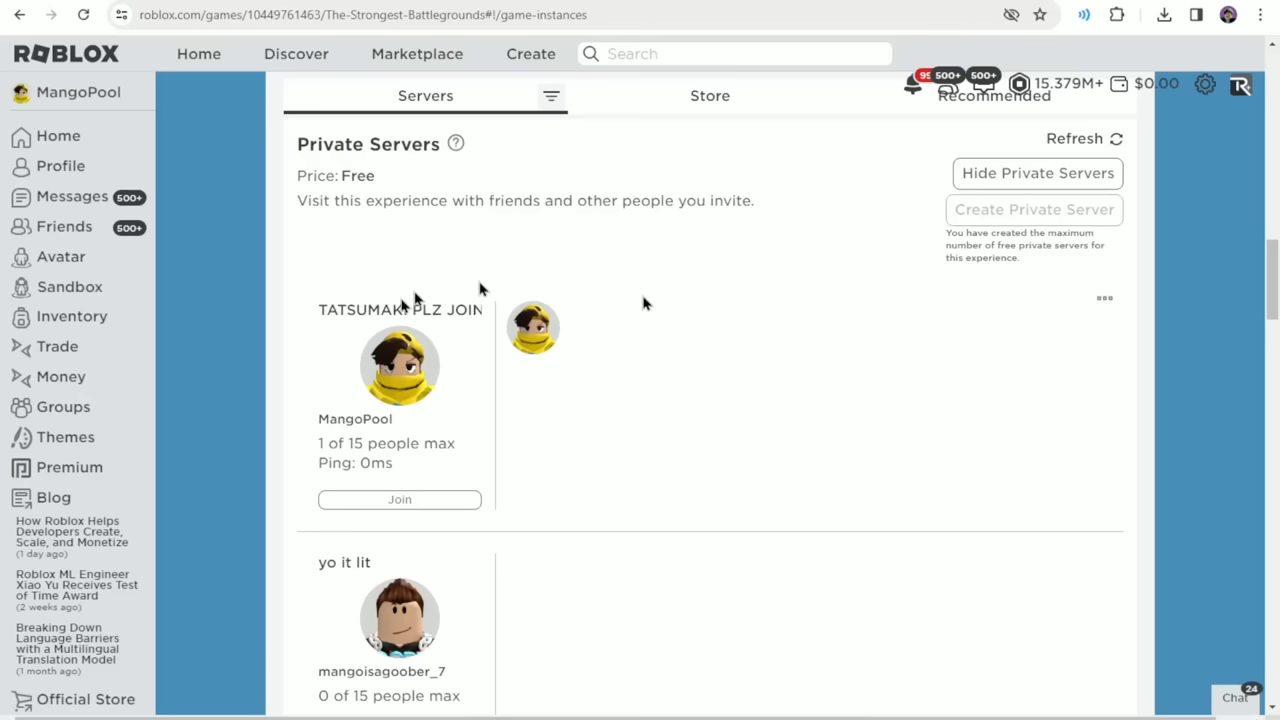 roblox.com/games/10449761463/The-Strongest-Battlegrounds#!/game-instances
ROBLOX
Home
Discover
Marketplace
Create
Search
99
500+
500+
15.379M+
$0.00
MangoPool
Home
Profile
Messages 500+
Friends 500+
Avatar
Sandbox
Inventory
Trade
Money
Groups
Themes
Premium
Blog
How Roblox Helps
Developers Create,
Scale, and Monetize
(1 day ago)
Roblox ML Engineer
Xiao Yu Receives Test
of Time Award
(2 weeks ago)
Breaking Down
Language Barriers
with a Multilingual
Translation Model
(1 month ago)
Official Store
Servers
Store
Recommended
Private Servers
Price: Free
Visit this experience with friends and other people you invite.
Refresh
Hide Private Servers
Create Private Server
You have created the maximum
number of free private servers for
this experience.
TATSUMAKI PLZ JOIN
MangoPool
1 of 15 people max
Ping: 0ms
Join
yo it lit
mangoisagoober_7
0 of 15 people max
Chat
24